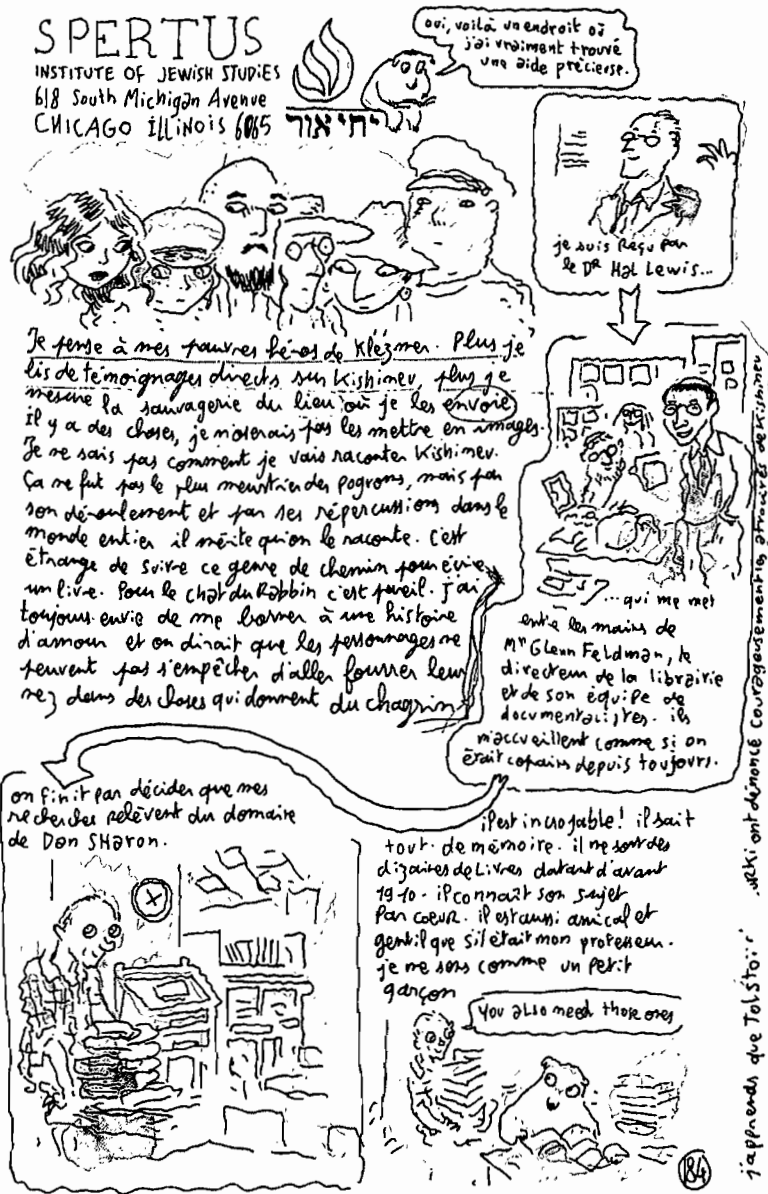 SPERTUS
INSTITUTE OF JEWISH STUDIES
618 South Michigan Avenue
CHICAGO ILLINOIS 6065
יהי אור
oui, voilà un endroit où
j'ai vraiment trouvé
une aide précieuse.
je suis Reçu par
le DR Hal Lewis...
Je pense à mes pauvres héros de Klezmer. Plus je
lis de témoignages directs sur Kishinev, plus je
mesure la sauvagerie du lieu où je les envoie
il y a des choses, je n'oserais pas les mettre en images.
Je ne sais pas comment je vais raconter Kishinev.
Ça ne fut pas le plus meurtrier des pogroms, mais par
son déroulement et par ses répercussions dans le
monde entier il mérite qu'on le raconte. C'est
étrange de suivre ce genre de chemin pour écrire
un livre. Pour le chat du Rabbin c'est pareil. J'ai
toujours envie de me borner à une histoire
d'amour et on dirait que les personnages ne
peuvent pas s'empêcher d'aller fourrer leur
nez dans des choses qui donnent du chagrin
...qui me met
entre les mains de
Mr Glenn Feldman, le
directeur de la librairie
et de son équipe de
documentalistes. ils
m'accueillent comme si on
était copains depuis toujours.
on finit par décider que mes
recherches relèvent du domaine
de Dan SHaron.
il est incroyable! il sait
tout de mémoire. il me sort des
dizaines de livres datant d'avant
1910. il connaît son sujet
par coeur. il est aussi amical et
gentil que s'il était mon professeur.
je me sens comme un petit
garçon
You also need those ones
j'apprends que Tolstoï
ont dénoncé courageusement les atrocités de Kishinev
84